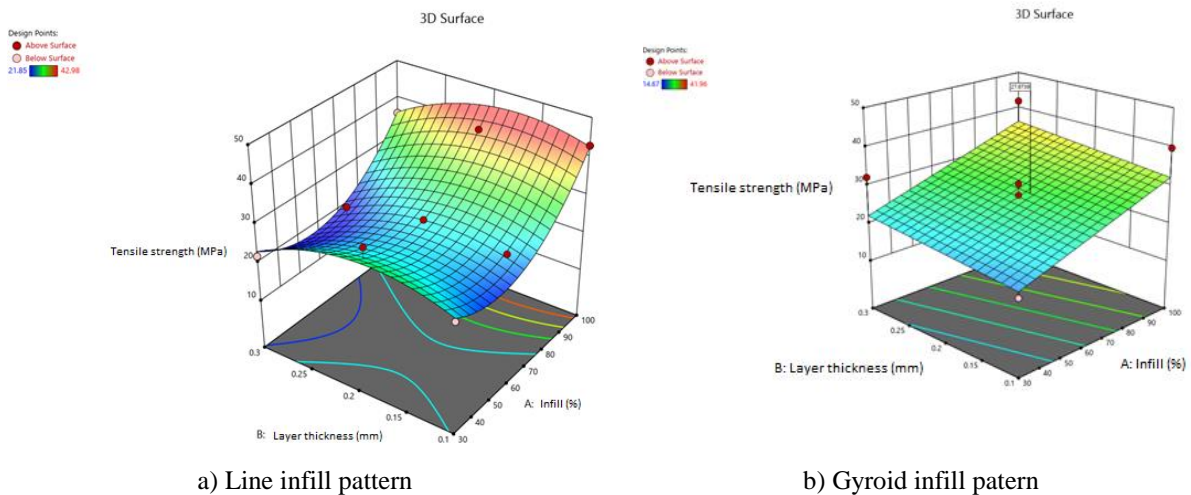 3D Surface
Design Points:
Above Surface
Below Surface
21.85 42.98
50
40
30
20
10
Tensile strength (MPa)
0.3
0.25
0.2
0.15
0.1
B: Layer thickness (mm)
30
40
50
60
70
80
90
100
A: Infill (%)
a) Line infill pattern
3D Surface
Design Points:
Above Surface
Below Surface
14.67 41.96
50
40
30
20
10
Tensile strength (MPa)
0.3
0.25
0.2
0.15
0.1
B: Layer thickness (mm)
30
40
50
60
70
80
90
100
A: Infill (%)
b) Gyroid infill patern